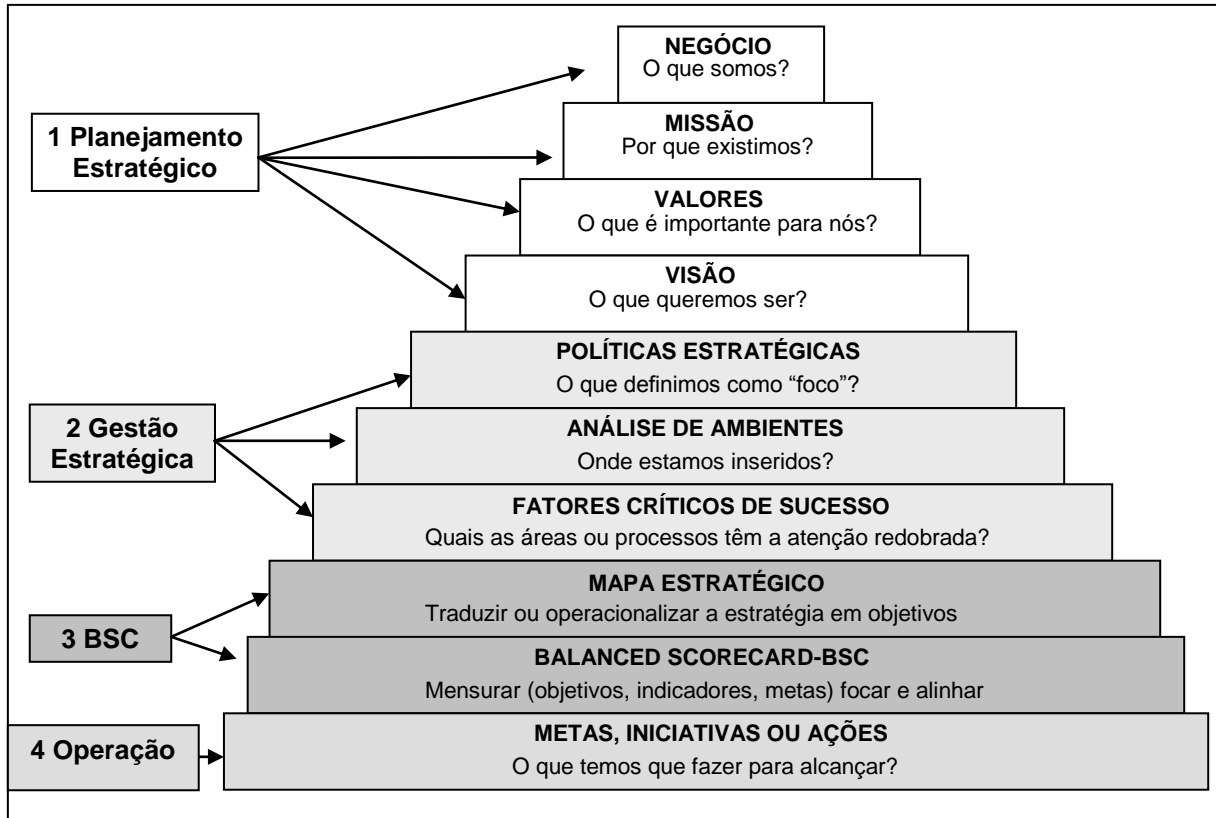 NEGÓCIO
O que somos?
1 Planejamento
Estratégico
MISSÃO
Por que existimos?
VALORES
O que é importante para nós?
VISÃO
O que queremos ser?
POLÍTICAS ESTRATÉGICAS
O que definimos como “foco”?
2 Gestão
Estratégica
ANÁLISE DE AMBIENTES
Onde estamos inseridos?
FATORES CRÍTICOS DE SUCESSO
Quais as áreas ou processos têm a atenção redobrada?
MAPA ESTRATÉGICO
Traduzir ou operacionalizar a estratégia em objetivos
3 BSC
BALANCED SCORECARD-BSC
Mensurar (objetivos, indicadores, metas) focar e alinhar
4 Operação
METAS, INICIATIVAS OU AÇÕES
O que temos que fazer para alcançar?